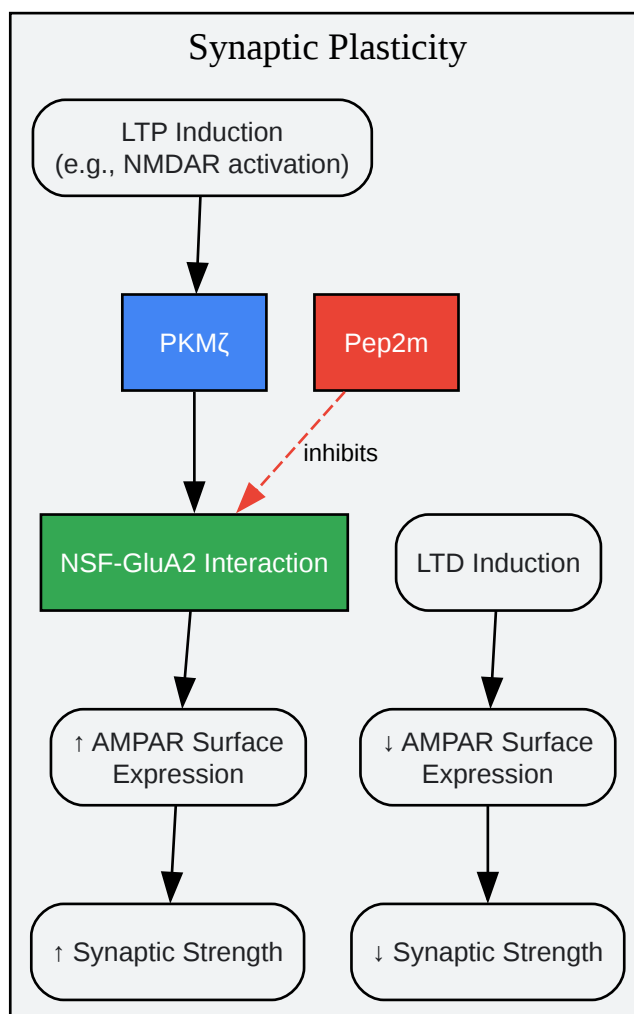 Synaptic Plasticity
LTP Induction
(e.g., NMDAR activation)
PKMζ
Pep2m
inhibits
NSF-GluA2 Interaction
LTD Induction
↑ AMPAR Surface
Expression
↓ AMPAR Surface
Expression
↑ Synaptic Strength
↓ Synaptic Strength